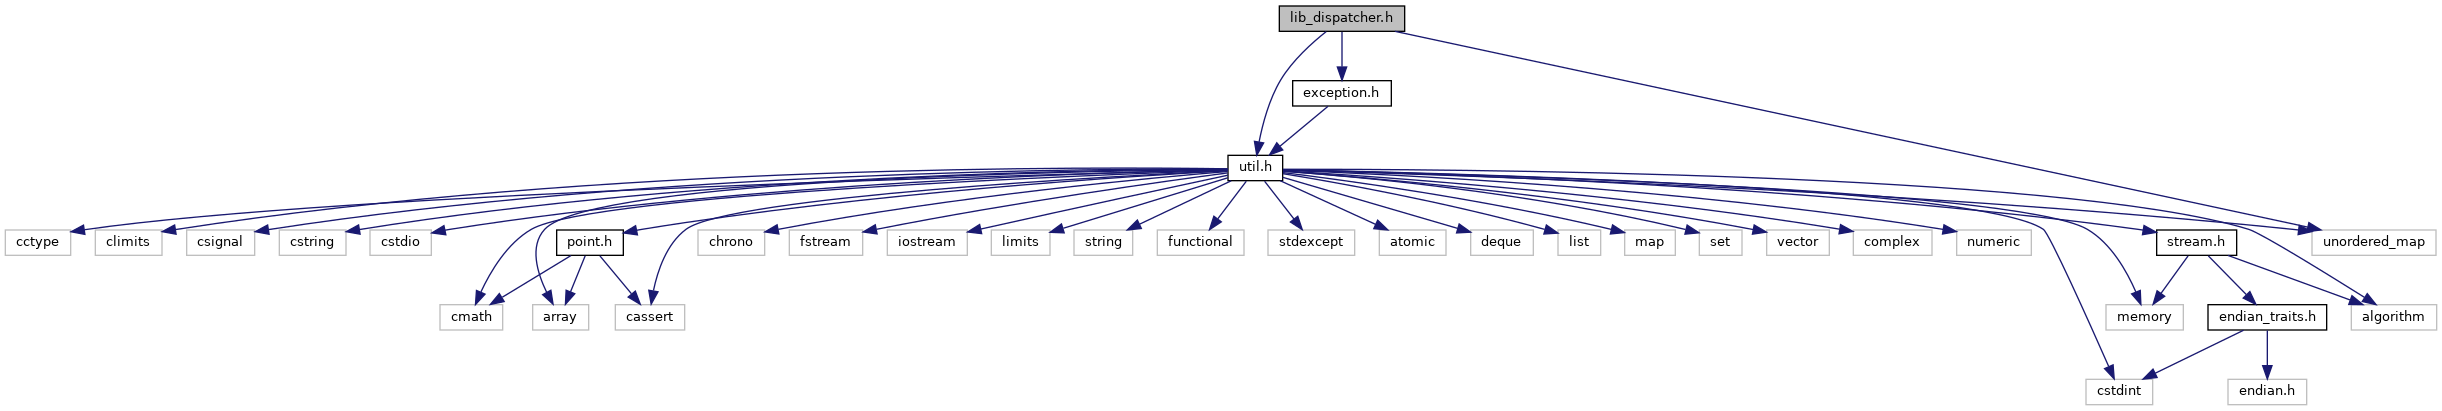 lib_dispatcher.h
exception.h
util.h
cctype
climits
csignal
cstring
cstdio
point.h
chrono
fstream
iostream
limits
string
functional
stdexcept
atomic
deque
list
map
set
vector
complex
numeric
stream.h
unordered_map
cmath
array
cassert
memory
endian_traits.h
algorithm
cstdint
endian.h